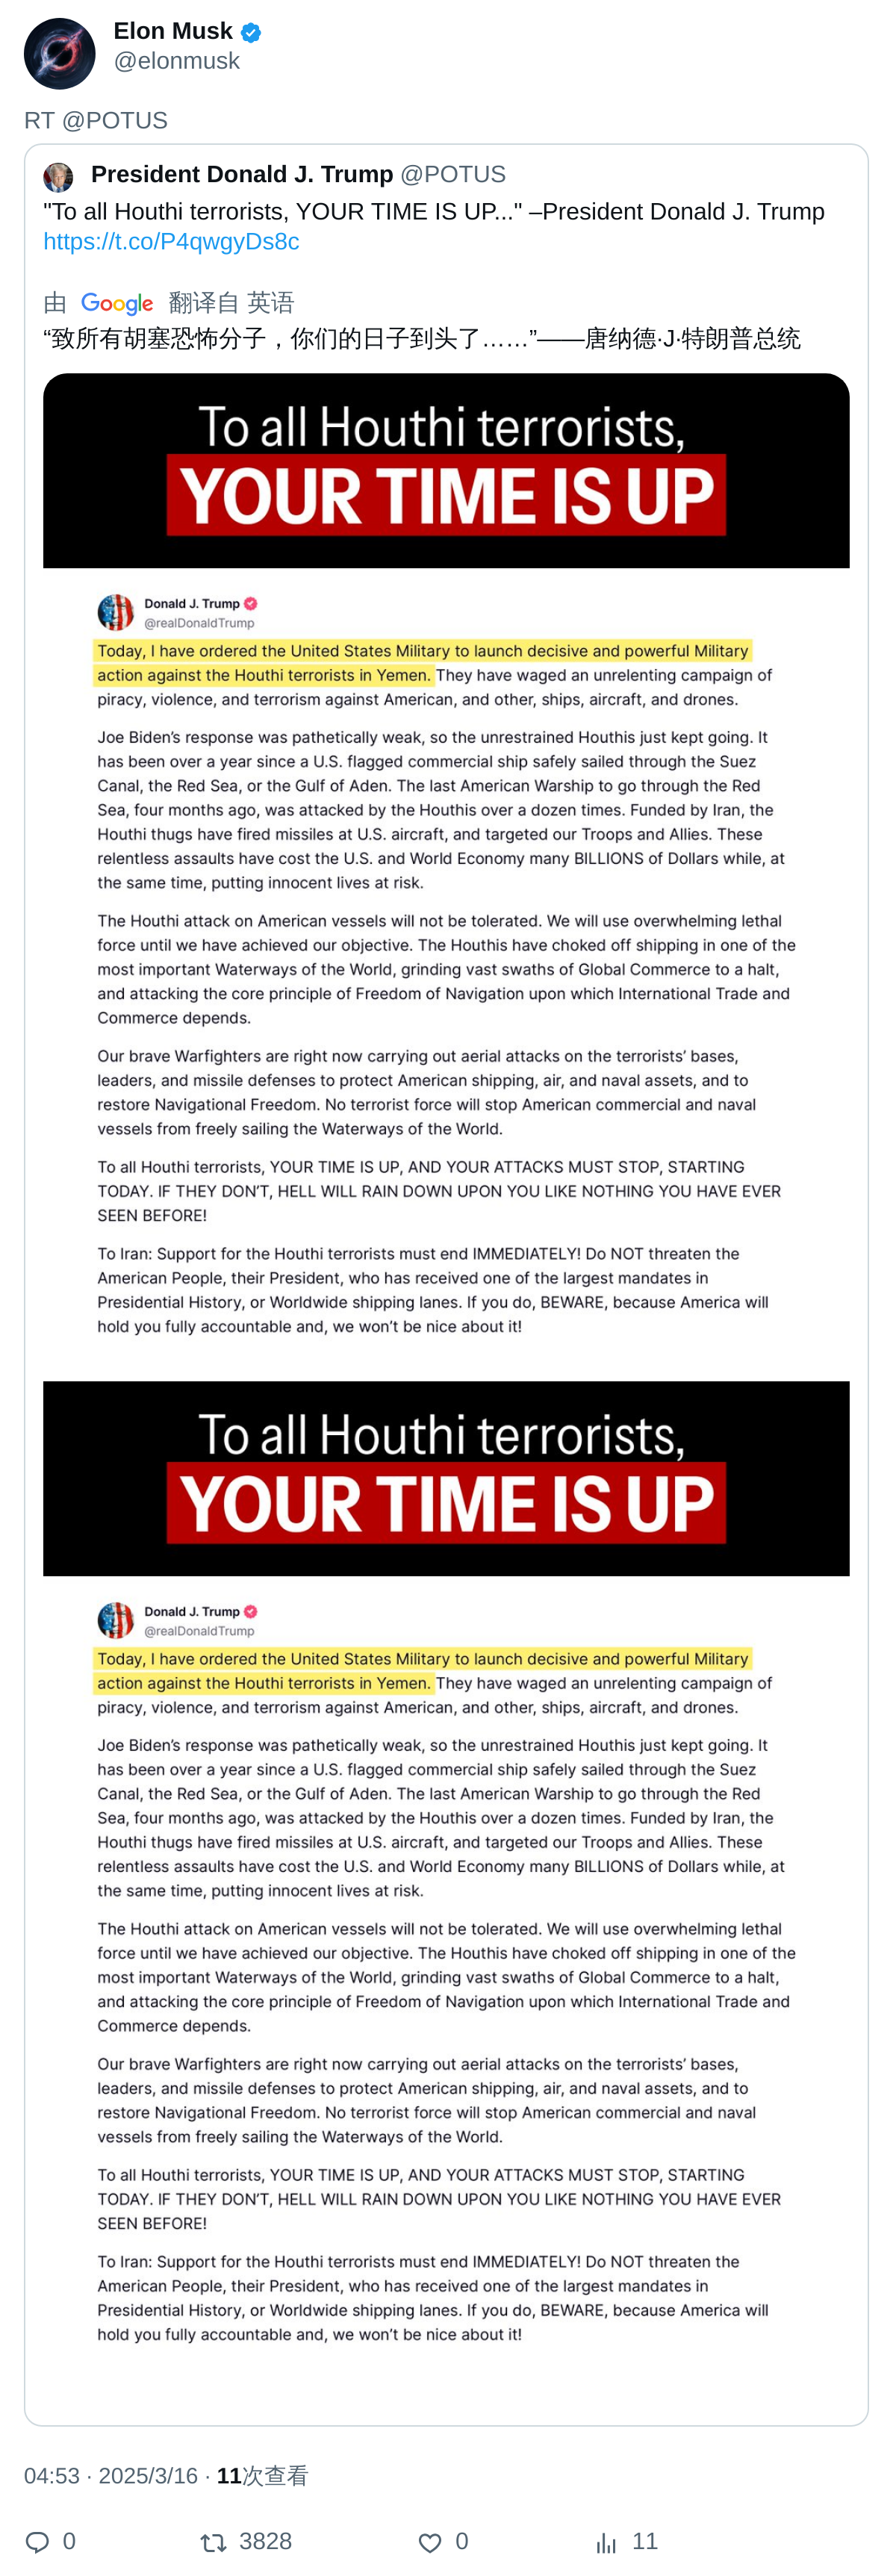 Elon Musk
@elonmusk
RT @POTUS
President Donald J. Trump @POTUS
"To all Houthi terrorists, YOUR TIME IS UP..." –President Donald J. Trump
https://t.co/P4qwgyDs8c
由 Google 翻译自 英语
“致所有胡塞恐怖分子，你们的日子到头了……”——唐纳德·J·特朗普总统
To all Houthi terrorists,
YOUR TIME IS UP
Donald J. Trump
@realDonaldTrump
Today, I have ordered the United States Military to launch decisive and powerful Military
action against the Houthi terrorists in Yemen. They have waged an unrelenting campaign of
piracy, violence, and terrorism against American, and other, ships, aircraft, and drones.
Joe Biden’s response was pathetically weak, so the unrestrained Houthis just kept going. It
has been over a year since a U.S. flagged commercial ship safely sailed through the Suez
Canal, the Red Sea, or the Gulf of Aden. The last American Warship to go through the Red
Sea, four months ago, was attacked by the Houthis over a dozen times. Funded by Iran, the
Houthi thugs have fired missiles at U.S. aircraft, and targeted our Troops and Allies. These
relentless assaults have cost the U.S. and World Economy many BILLIONS of Dollars while, at
the same time, putting innocent lives at risk.
The Houthi attack on American vessels will not be tolerated. We will use overwhelming lethal
force until we have achieved our objective. The Houthis have choked off shipping in one of the
most important Waterways of the World, grinding vast swaths of Global Commerce to a halt,
and attacking the core principle of Freedom of Navigation upon which International Trade and
Commerce depends.
Our brave Warfighters are right now carrying out aerial attacks on the terrorists’ bases,
leaders, and missile defenses to protect American shipping, air, and naval assets, and to
restore Navigational Freedom. No terrorist force will stop American commercial and naval
vessels from freely sailing the Waterways of the World.
To all Houthi terrorists, YOUR TIME IS UP, AND YOUR ATTACKS MUST STOP, STARTING
TODAY. IF THEY DON’T, HELL WILL RAIN DOWN UPON YOU LIKE NOTHING YOU HAVE EVER
SEEN BEFORE!
To Iran: Support for the Houthi terrorists must end IMMEDIATELY! Do NOT threaten the
American People, their President, who has received one of the largest mandates in
Presidential History, or Worldwide shipping lanes. If you do, BEWARE, because America will
hold you fully accountable and, we won’t be nice about it!
To all Houthi terrorists,
YOUR TIME IS UP
Donald J. Trump
@realDonaldTrump
Today, I have ordered the United States Military to launch decisive and powerful Military
action against the Houthi terrorists in Yemen. They have waged an unrelenting campaign of
piracy, violence, and terrorism against American, and other, ships, aircraft, and drones.
Joe Biden’s response was pathetically weak, so the unrestrained Houthis just kept going. It
has been over a year since a U.S. flagged commercial ship safely sailed through the Suez
Canal, the Red Sea, or the Gulf of Aden. The last American Warship to go through the Red
Sea, four months ago, was attacked by the Houthis over a dozen times. Funded by Iran, the
Houthi thugs have fired missiles at U.S. aircraft, and targeted our Troops and Allies. These
relentless assaults have cost the U.S. and World Economy many BILLIONS of Dollars while, at
the same time, putting innocent lives at risk.
The Houthi attack on American vessels will not be tolerated. We will use overwhelming lethal
force until we have achieved our objective. The Houthis have choked off shipping in one of the
most important Waterways of the World, grinding vast swaths of Global Commerce to a halt,
and attacking the core principle of Freedom of Navigation upon which International Trade and
Commerce depends.
Our brave Warfighters are right now carrying out aerial attacks on the terrorists’ bases,
leaders, and missile defenses to protect American shipping, air, and naval assets, and to
restore Navigational Freedom. No terrorist force will stop American commercial and naval
vessels from freely sailing the Waterways of the World.
To all Houthi terrorists, YOUR TIME IS UP, AND YOUR ATTACKS MUST STOP, STARTING
TODAY. IF THEY DON’T, HELL WILL RAIN DOWN UPON YOU LIKE NOTHING YOU HAVE EVER
SEEN BEFORE!
To Iran: Support for the Houthi terrorists must end IMMEDIATELY! Do NOT threaten the
American People, their President, who has received one of the largest mandates in
Presidential History, or Worldwide shipping lanes. If you do, BEWARE, because America will
hold you fully accountable and, we won’t be nice about it!
04:53 · 2025/3/16 · 11次查看
0 3828 0 11